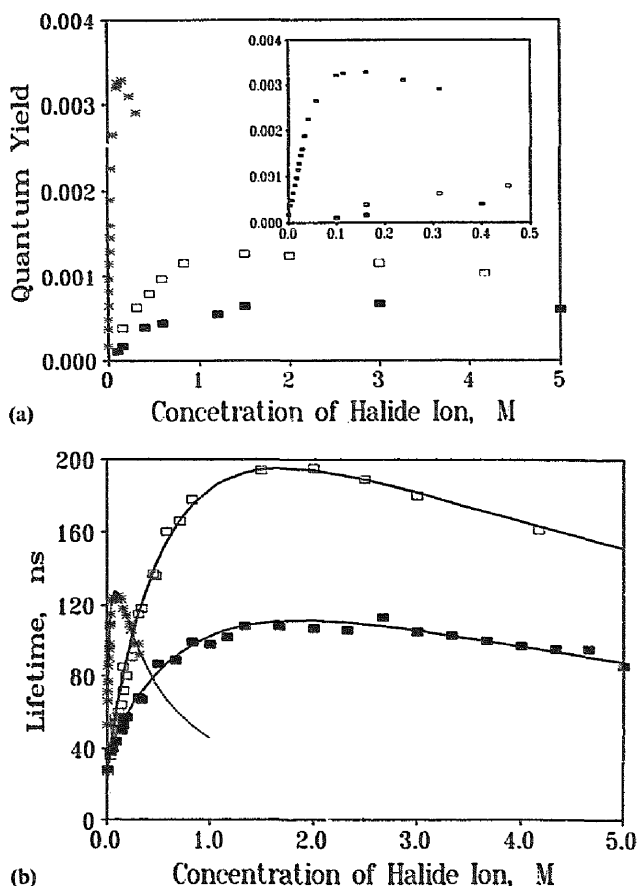 0.004
0.003
0.002
0.001
0.000
Quantum Yield
0.004
0.003
0.002
0.001
0.000
0.0 0.1 0.2 0.3 0.4 0.5
0 1 2 3 4 5
(a) Concetration of Halide Ion, M
200
160
120
80
40
0
Lifetime, ns
0.0 1.0 2.0 3.0 4.0 5.0
(b) Concentration of Halide Ion, M